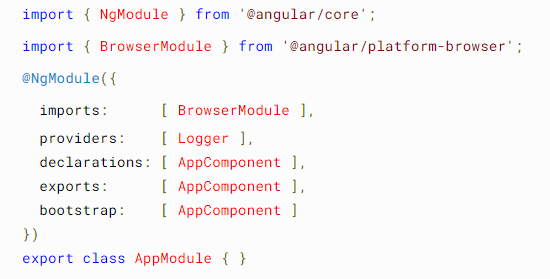 import { NgModule } from '@angular/core';
import { BrowserModule } from '@angular/platform-browser';
@NgModule({
  imports:      [ BrowserModule ],
  providers:    [ Logger ],
  declarations: [ AppComponent ],
  exports:      [ AppComponent ],
  bootstrap:    [ AppComponent ]
})
export class AppModule { }